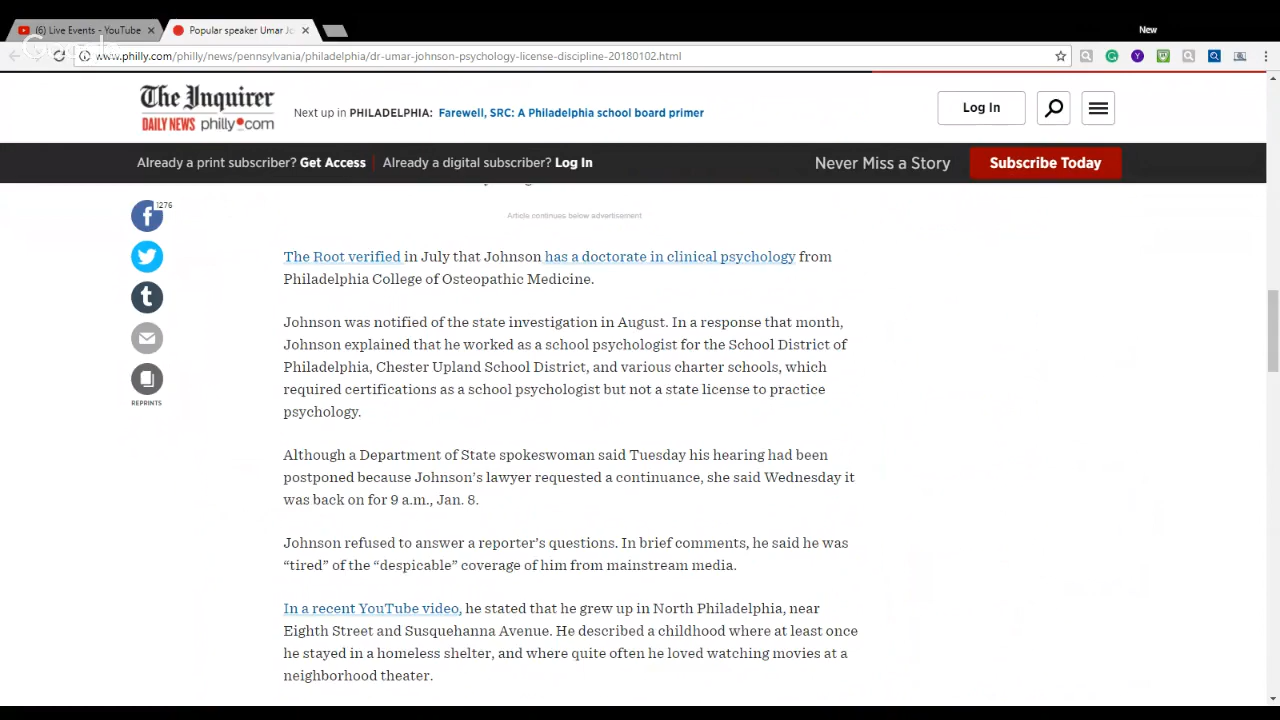 (6) Live Events - YouTube
Popular speaker Umar Jo
New
www.philly.com/philly/news/pennsylvania/philadelphia/dr-umar-johnson-psychology-license-discipline-20180102.html
The Inquirer
DAILY NEWS philly.com
Next up in PHILADELPHIA: Farewell, SRC: A Philadelphia school board primer
Log In
Already a print subscriber? Get Access
Already a digital subscriber? Log In
Never Miss a Story
Subscribe Today
1276
Article continues below advertisement
The Root verified in July that Johnson has a doctorate in clinical psychology from
Philadelphia College of Osteopathic Medicine.
Johnson was notified of the state investigation in August. In a response that month,
Johnson explained that he worked as a school psychologist for the School District of
Philadelphia, Chester Upland School District, and various charter schools, which
required certifications as a school psychologist but not a state license to practice
psychology.
Although a Department of State spokeswoman said Tuesday his hearing had been
postponed because Johnson's lawyer requested a continuance, she said Wednesday it
was back on for 9 a.m., Jan. 8.
Johnson refused to answer a reporter's questions. In brief comments, he said he was
“tired” of the “despicable” coverage of him from mainstream media.
In a recent YouTube video, he stated that he grew up in North Philadelphia, near
Eighth Street and Susquehanna Avenue. He described a childhood where at least once
he stayed in a homeless shelter, and where quite often he loved watching movies at a
neighborhood theater.
REPRINTS